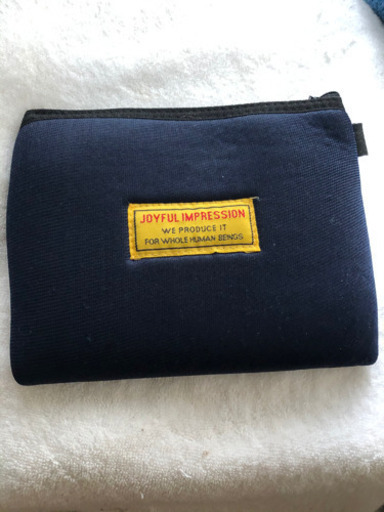 JOYFUL IMPRESSION
WE PRODUCE IT
FOR WHOLE HUMAN BEINGS